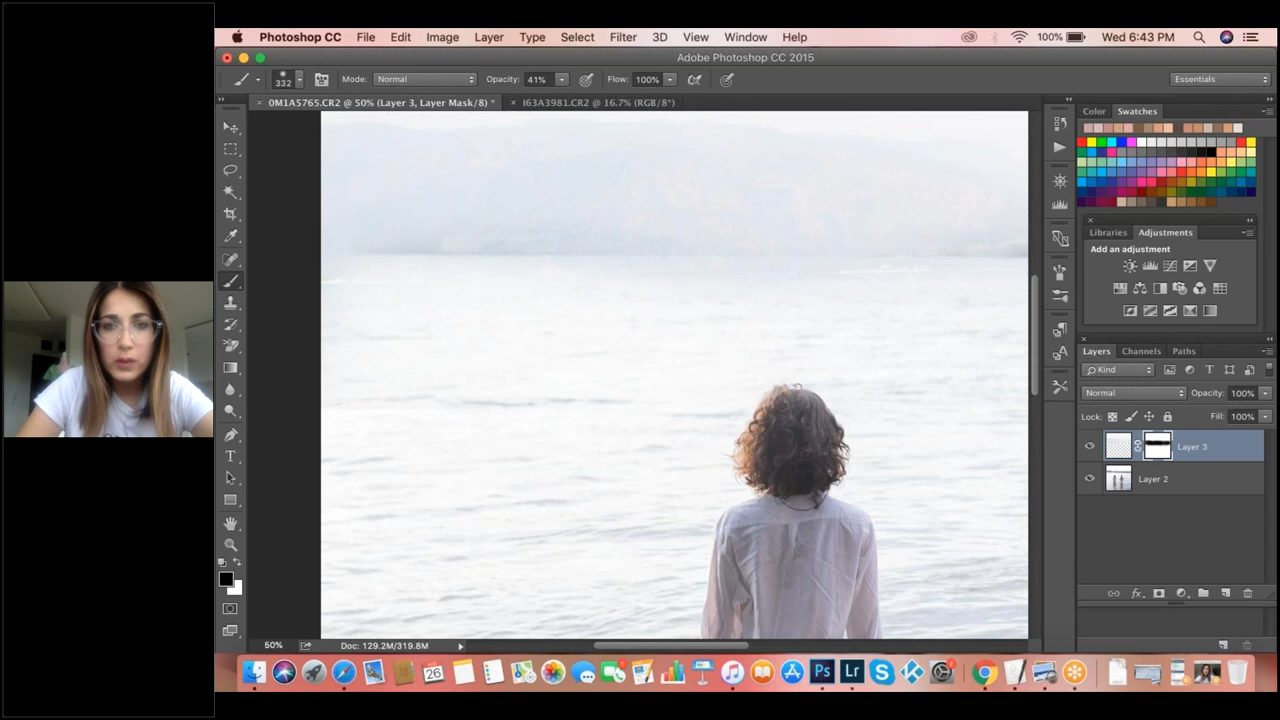 Photoshop CC File Edit Image Layer Type Select Filter 3D View Window Help 100% Wed 6:43 PM
Adobe Photoshop CC 2015
332 Mode: Normal Opacity: 41% Flow: 100% Essentials
× 0M1A5765.CR2 @ 50% (Layer 3, Layer Mask/8) * × I63A3981.CR2 @ 16.7% (RGB/8*)
Color Swatches
Libraries Adjustments
Add an adjustment
Layers Channels Paths
Kind
Normal Opacity: 100%
Lock: Fill: 100%
Layer 3
Layer 2
50% Doc: 129.2M/319.8M
26 Ps Lr